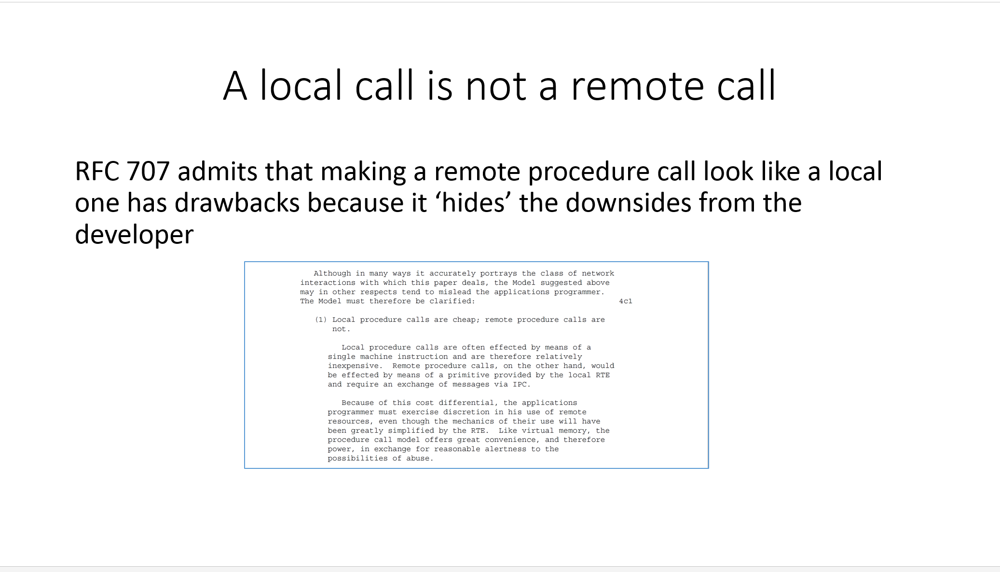 A local call is not a remote call
RFC 707 admits that making a remote procedure call look like a local
one has drawbacks because it ‘hides’ the downsides from the
developer
Although in many ways it accurately portrays the class of network
interactions with which this paper deals, the Model suggested above
may in other respects tend to mislead the applications programmer.
The Model must therefore be clarified: 4c1
(1) Local procedure calls are cheap; remote procedure calls are
not.
Local procedure calls are often effected by means of a
single machine instruction and are therefore relatively
inexpensive. Remote procedure calls, on the other hand, would
be effected by means of a primitive provided by the local RTE
and require an exchange of messages via IPC.
Because of this cost differential, the applications
programmer must exercise discretion in his use of remote
resources, even though the mechanics of their use will have
been greatly simplified by the RTE. Like virtual memory, the
procedure call model offers great convenience, and therefore
power, in exchange for reasonable alertness to the
possibilities of abuse.